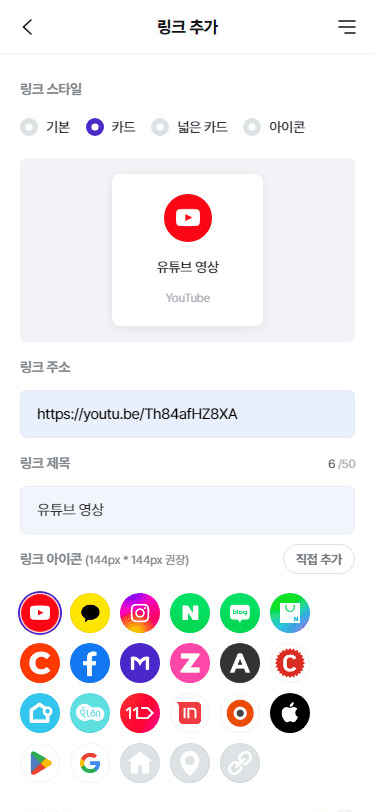 링크 추가
링크 스타일
기본 카드 넓은 카드 아이콘
유튜브 영상
YouTube
링크 주소
https://youtu.be/Th84afHZ8XA
링크 제목 6 /50
유튜브 영상
링크 아이콘 (144px * 144px 권장) 직접 추가
N blog N
C f M Z A C
11 in
G